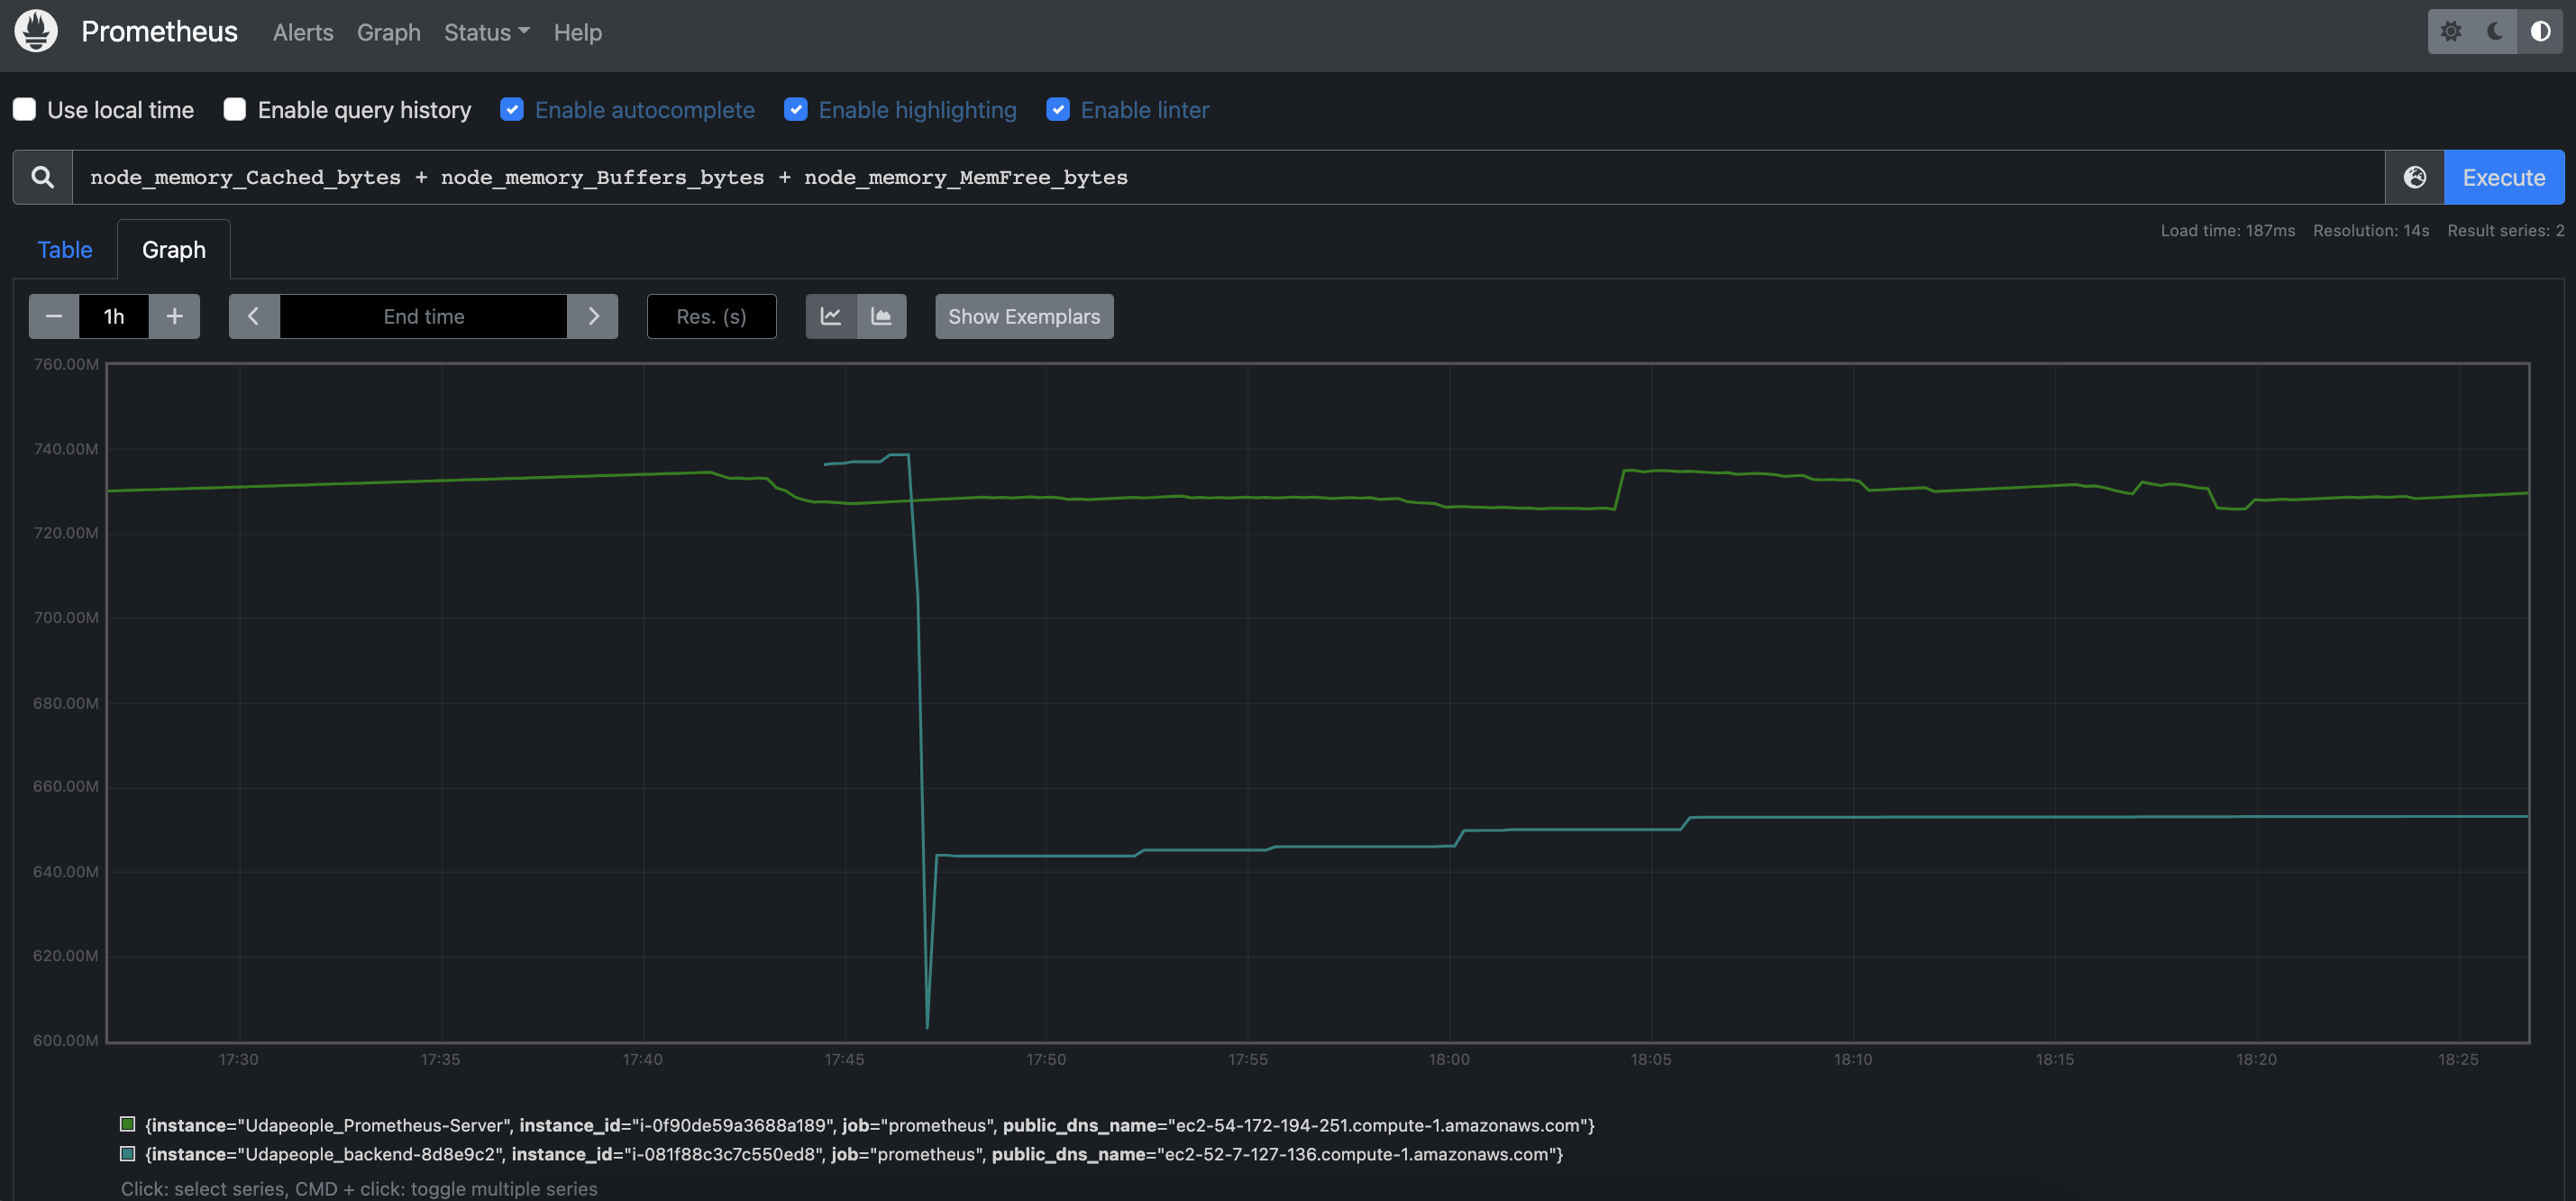 Prometheus Alerts Graph Status Help
Use local time Enable query history Enable autocomplete Enable highlighting Enable linter
node_memory_Cached_bytes + node_memory_Buffers_bytes + node_memory_MemFree_bytes Execute
Load time: 187ms Resolution: 14s Result series: 2
Table Graph
− 1h + End time Res. (s) Show Exemplars
760.00M
740.00M
720.00M
700.00M
680.00M
660.00M
640.00M
620.00M
600.00M
17:30 17:35 17:40 17:45 17:50 17:55 18:00 18:05 18:10 18:15 18:20 18:25
{instance="Udapeople_Prometheus-Server", instance_id="i-0f90de59a3688a189", job="prometheus", public_dns_name="ec2-54-172-194-251.compute-1.amazonaws.com"}
{instance="Udapeople_backend-8d8e9c2", instance_id="i-081f88c3c7c550ed8", job="prometheus", public_dns_name="ec2-52-7-127-136.compute-1.amazonaws.com"}
Click: select series, CMD + click: toggle multiple series